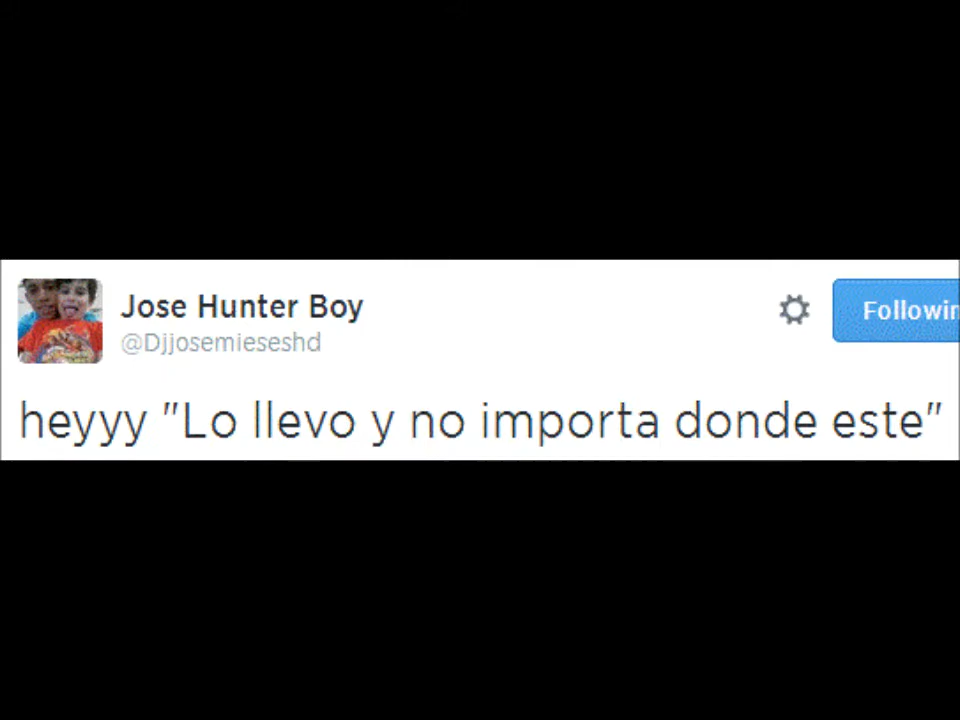 Jose Hunter Boy
@Djjosemieseshd
Followin
heyyy "Lo llevo y no importa donde este"